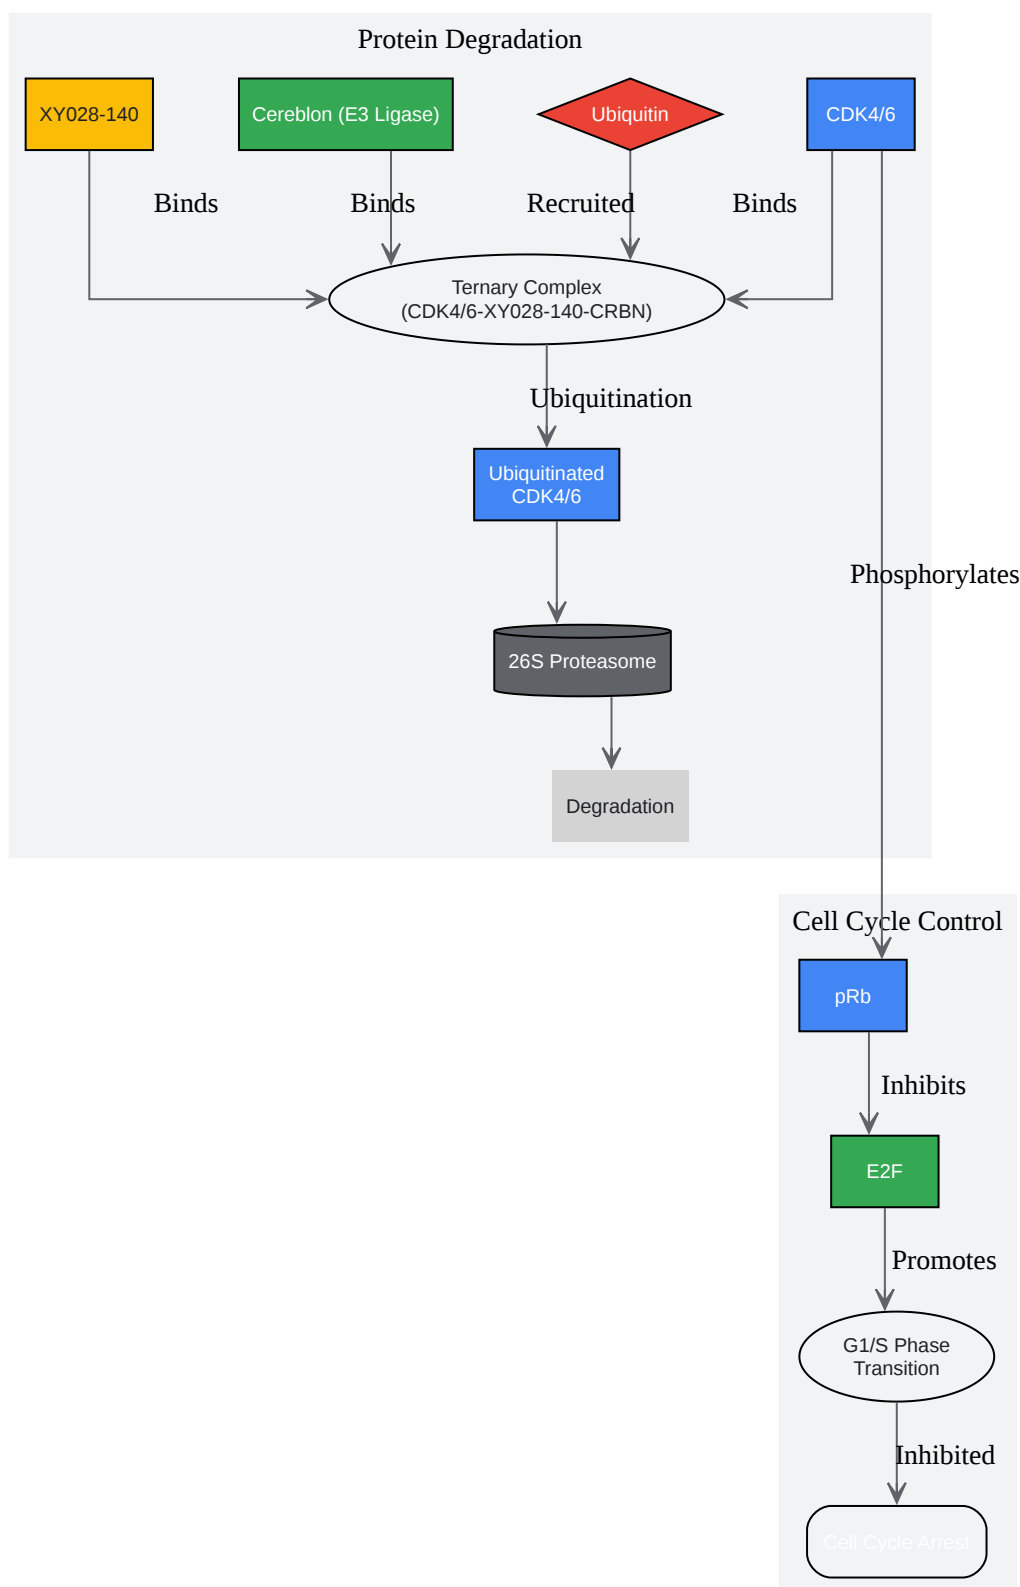 Protein Degradation
XY028-140
Cereblon (E3 Ligase)
Ubiquitin
CDK4/6
Binds
Binds
Recruited
Binds
Ternary Complex
(CDK4/6-XY028-140-CRBN)
Ubiquitination
Ubiquitinated
CDK4/6
Phosphorylates
26S Proteasome
Degradation
Cell Cycle Control
pRb
Inhibits
E2F
Promotes
G1/S Phase
Transition
Inhibited
Cell Cycle Arrest